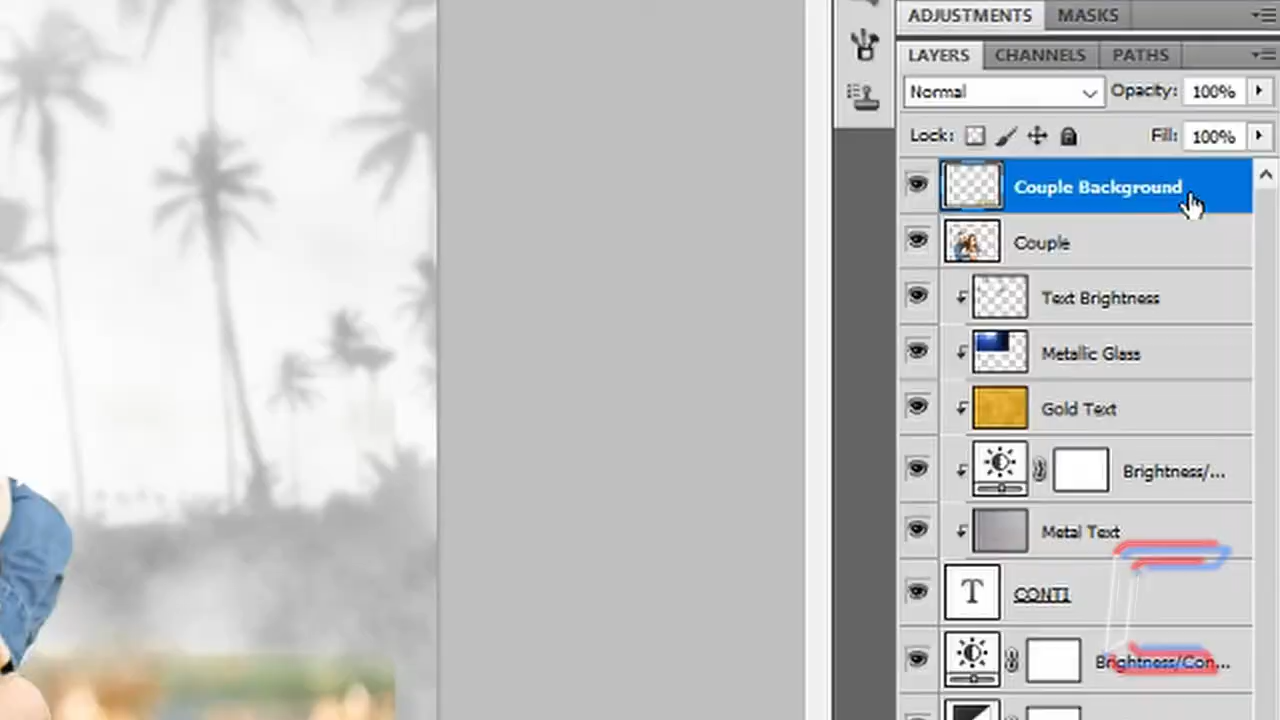 ADJUSTMENTS MASKS
LAYERS CHANNELS PATHS
Normal Opacity: 100%
Lock: Fill: 100%
Couple Background
Couple
Text Brightness
Metallic Glass
Gold Text
Brightness/...
Metal Text
T CONTI
Brightness/Con...